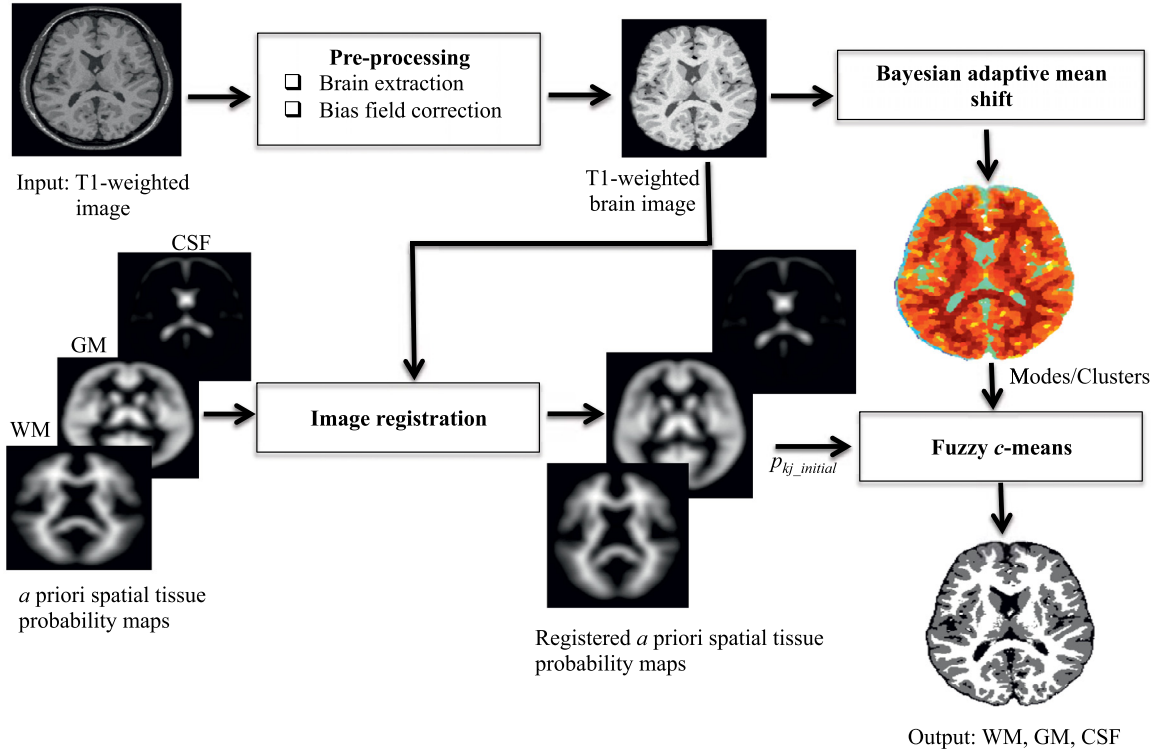 Pre-processing
❑ Brain extraction
❑ Bias field correction
Bayesian adaptive mean
shift
Input: T1-weighted
image
T1-weighted
brain image
CSF
GM
WM
Image registration
Modes/Clusters
p_kj_initial
Fuzzy c-means
a priori spatial tissue
probability maps
Registered a priori spatial tissue
probability maps
Output: WM, GM, CSF